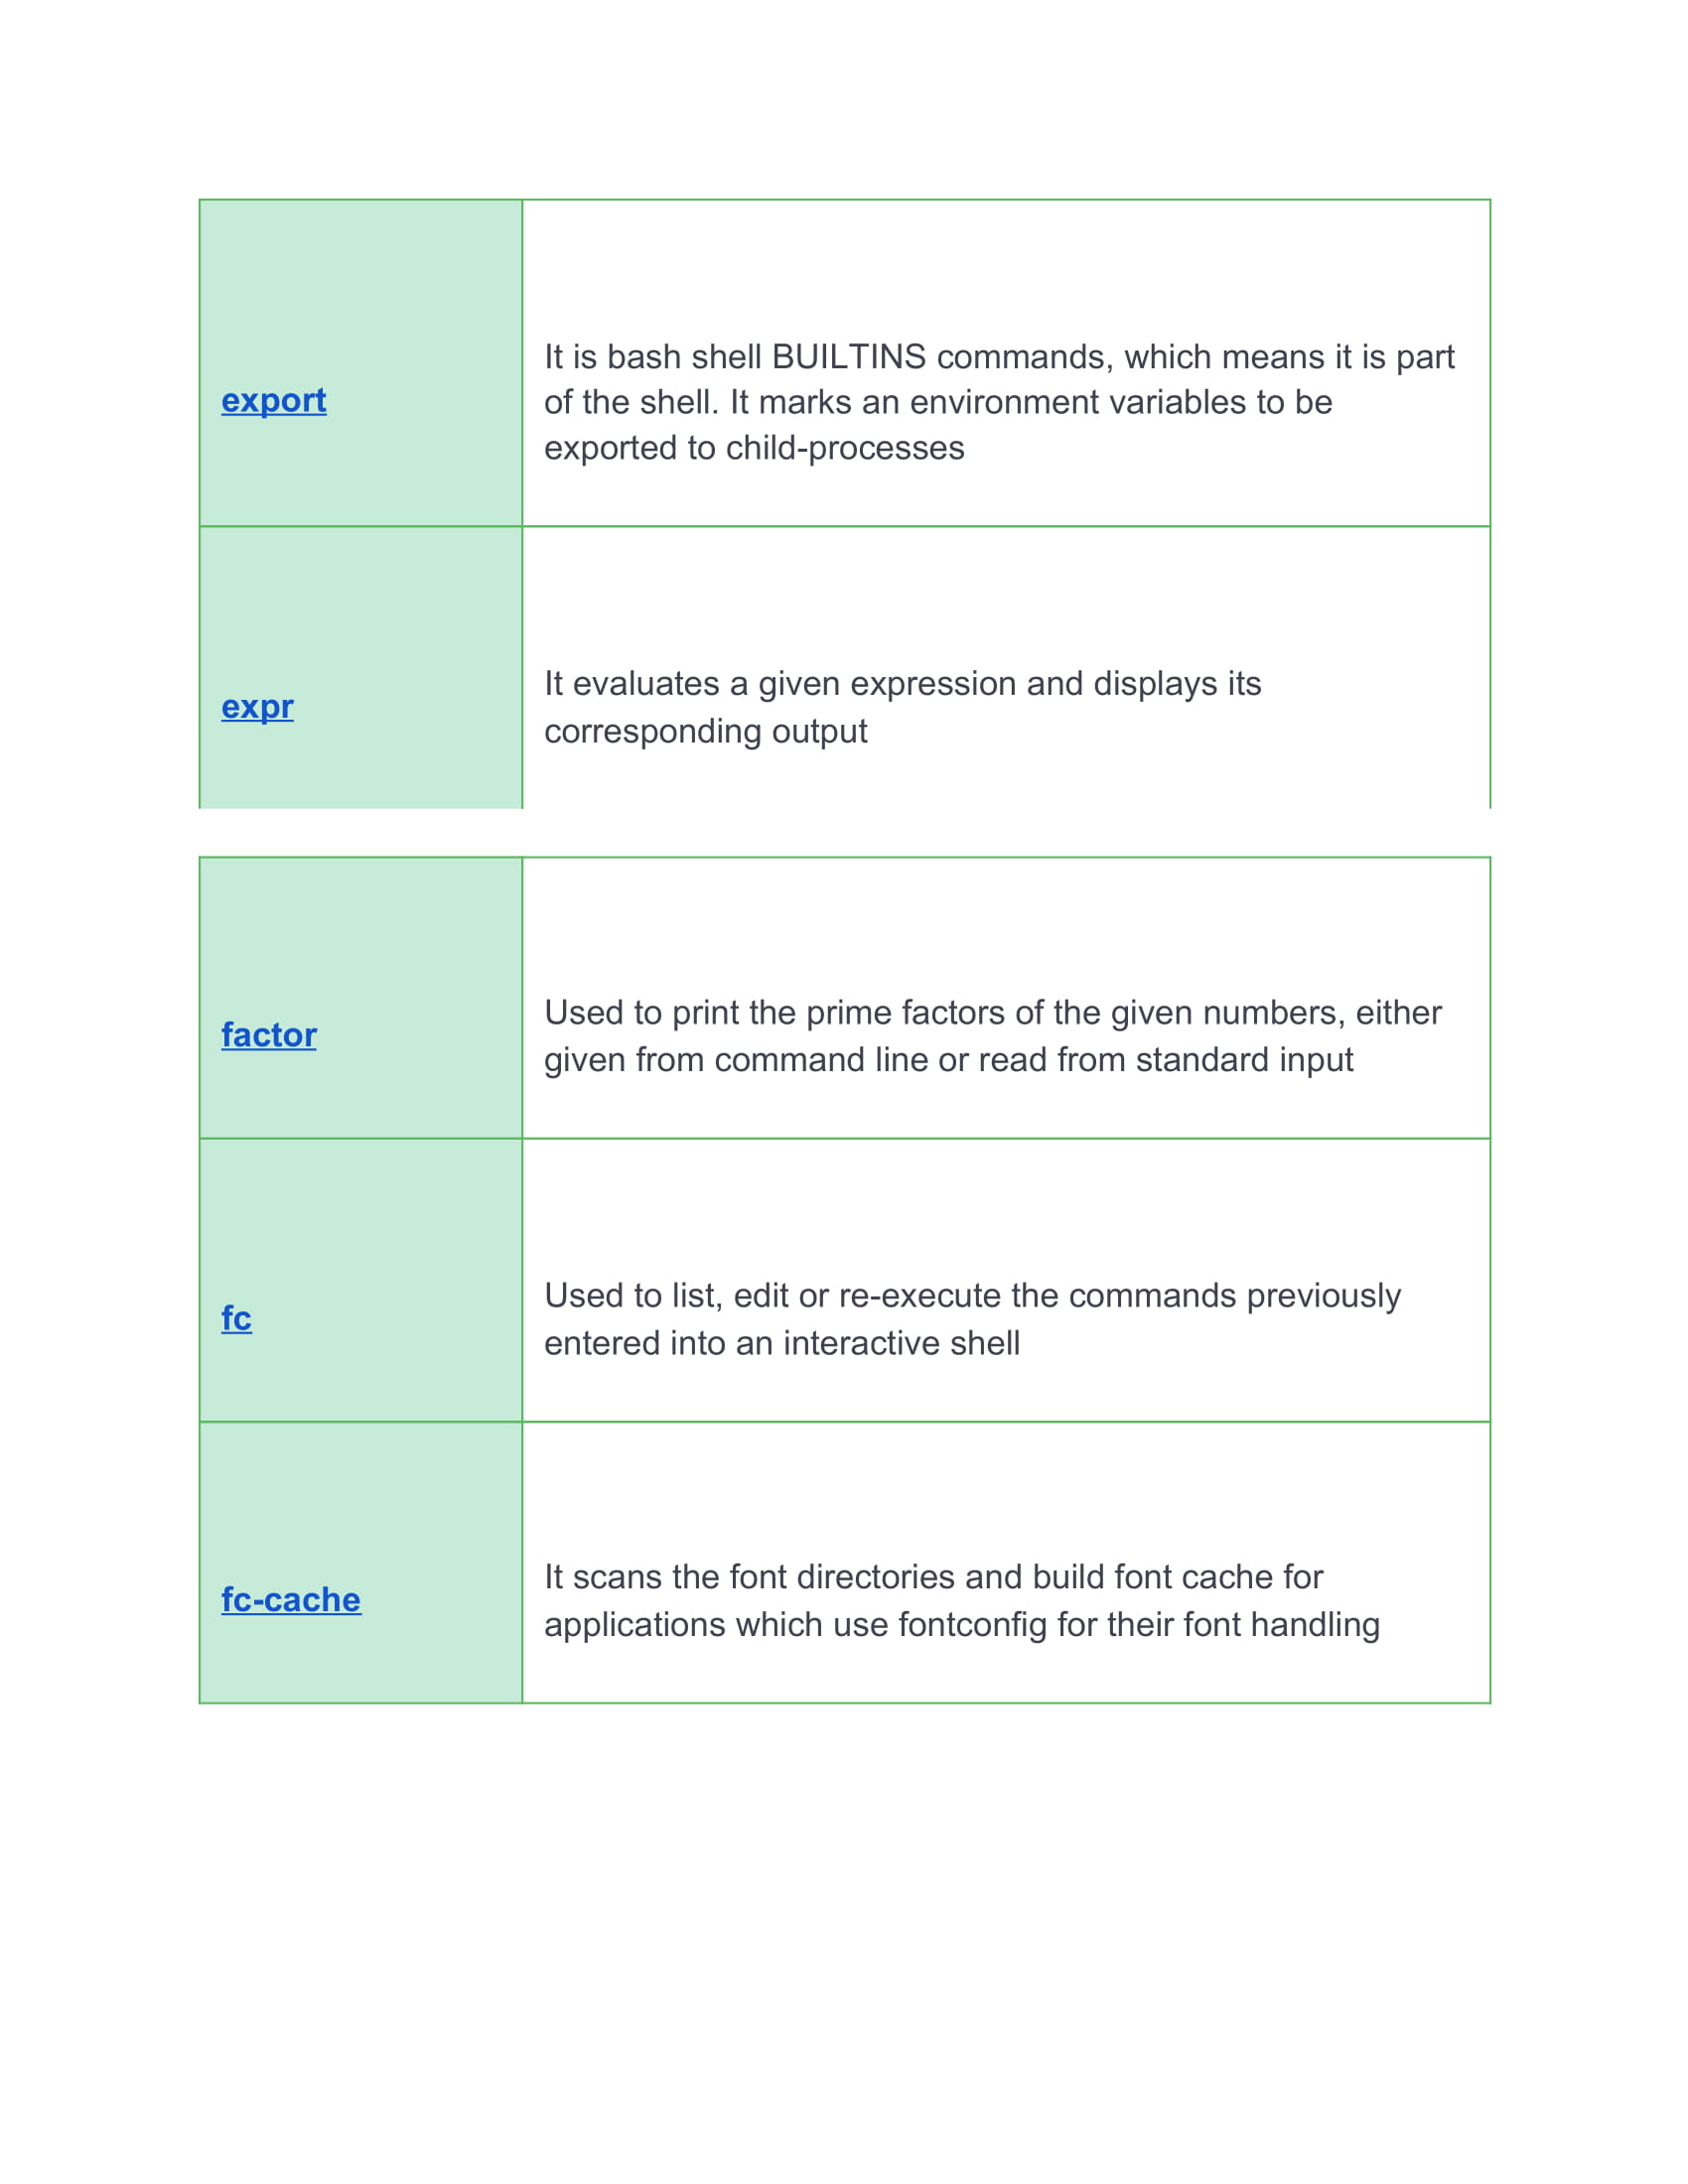 export
It is bash shell BUILTINS commands, which means it is part
of the shell. It marks an environment variables to be
exported to child-processes
expr
It evaluates a given expression and displays its
corresponding output
factor
Used to print the prime factors of the given numbers, either
given from command line or read from standard input
fc
Used to list, edit or re-execute the commands previously
entered into an interactive shell
fc-cache
It scans the font directories and build font cache for
applications which use fontconfig for their font handling